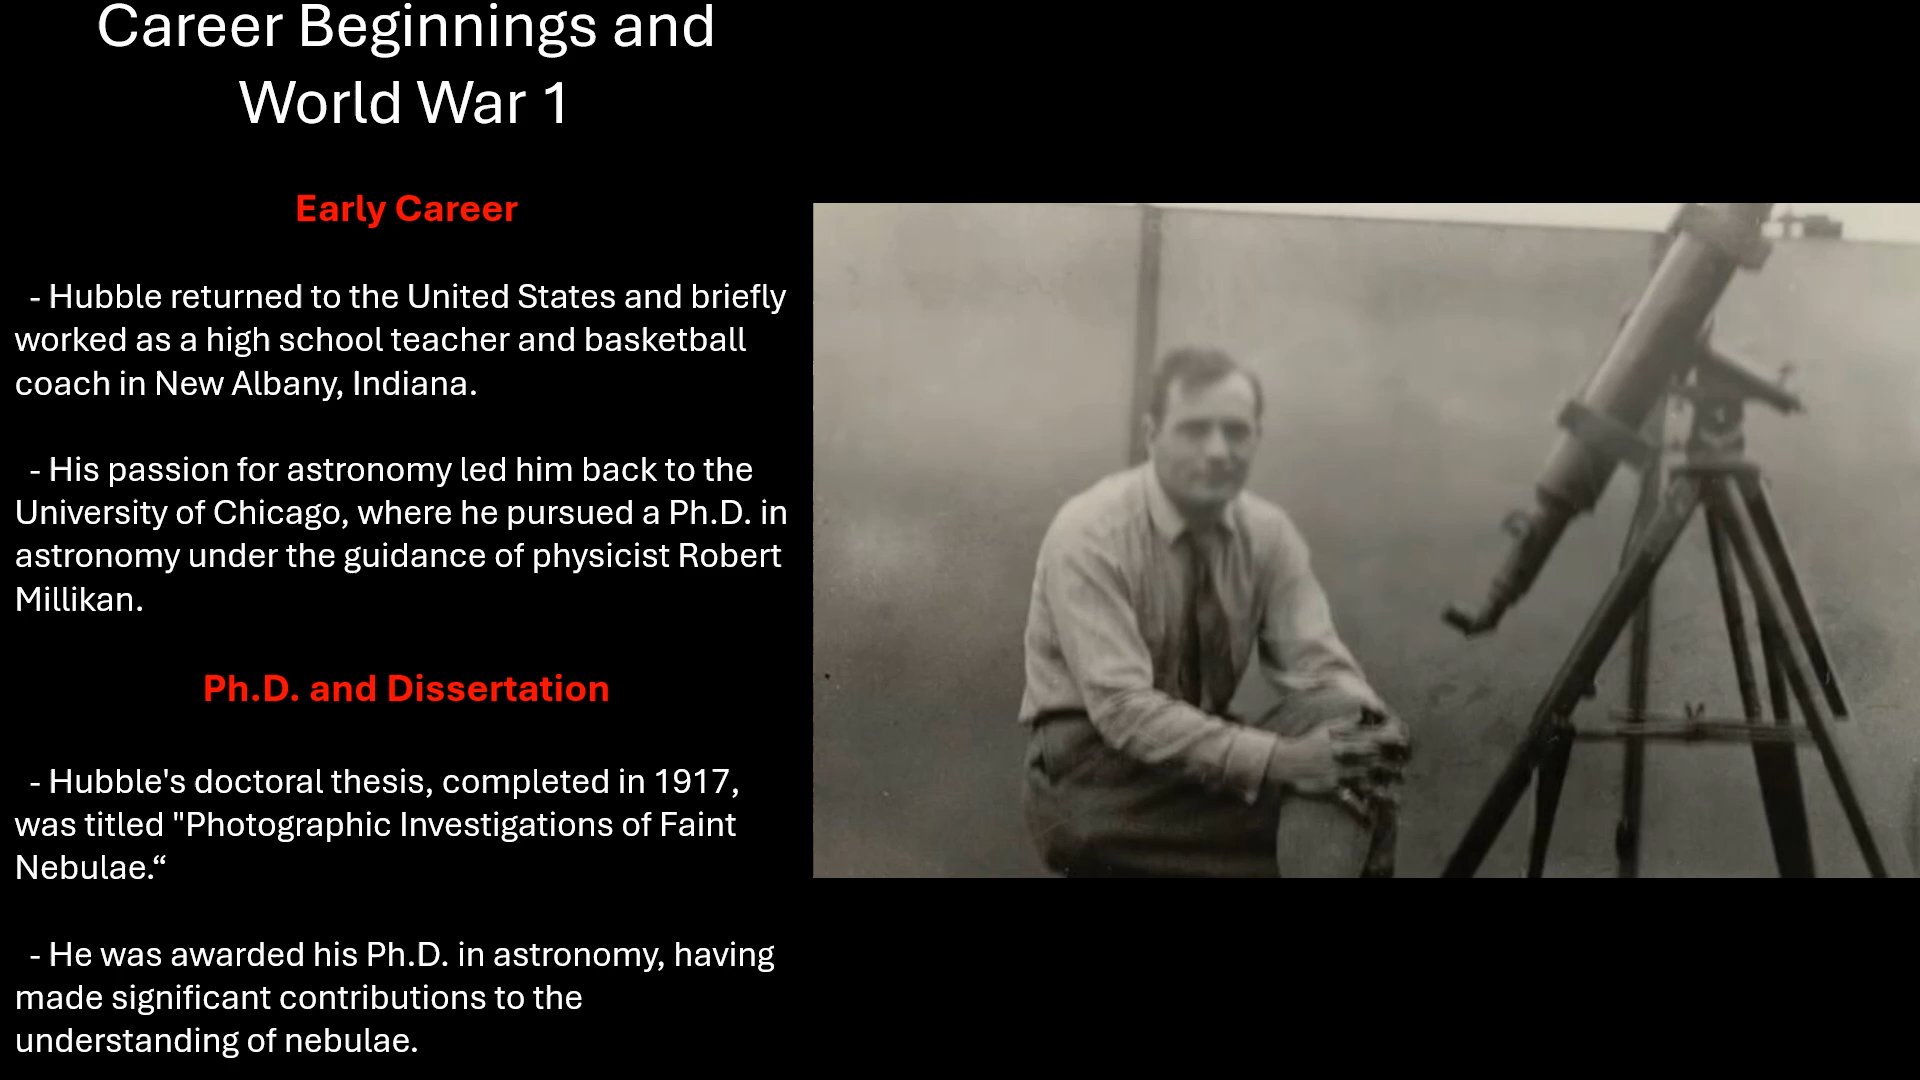 Career Beginnings and
World War 1
Early Career
- Hubble returned to the United States and briefly
worked as a high school teacher and basketball
coach in New Albany, Indiana.
- His passion for astronomy led him back to the
University of Chicago, where he pursued a Ph.D. in
astronomy under the guidance of physicist Robert
Millikan.
Ph.D. and Dissertation
- Hubble's doctoral thesis, completed in 1917,
was titled "Photographic Investigations of Faint
Nebulae.“
- He was awarded his Ph.D. in astronomy, having
made significant contributions to the
understanding of nebulae.